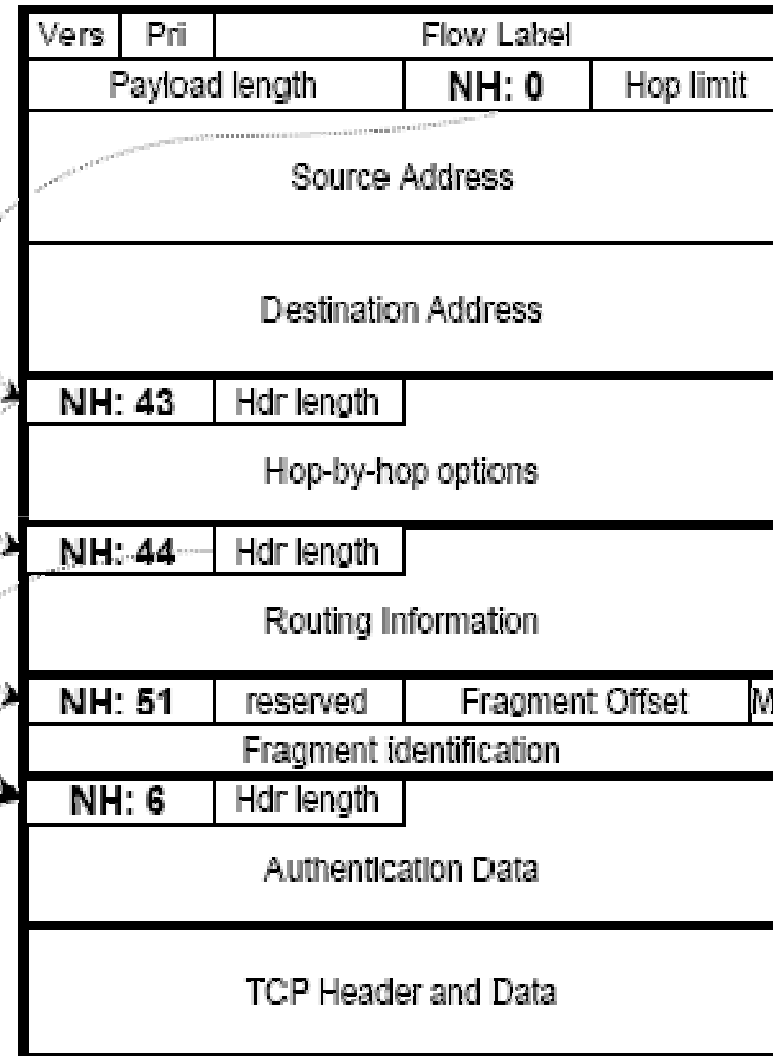 Vers Prii Flow Label
Payload length NH: 0 Hop limit
Source Address
Destination Address
NH: 43 Hdr length
Hop-by-hop options
NH: 44 Hdr length
Routing Information
NH: 51 reserved Fragment Offset M
Fragment identification
NH: 6 Hdr length
Authentication Data
TCP Header and Data